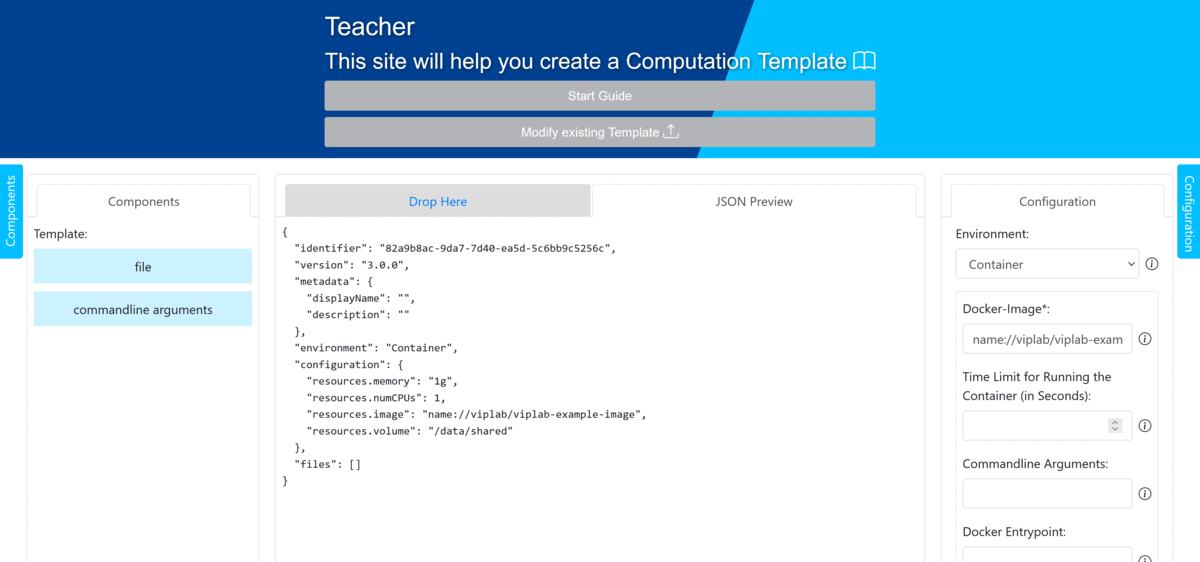 Teacher
This site will help you create a Computation Template
Start Guide
Modify existing Template
Components
Components
Template:
file
commandline arguments
Drop Here
JSON Preview
{
"identifier": "82a9b8ac-9da7-7d40-ea5d-5c6bb9c5256c",
"version": "3.0.0",
"metadata": {
"displayName": "",
"description": ""
},
"environment": "Container",
"configuration": {
"resources.memory": "1g",
"resources.numCPUs": 1,
"resources.image": "name://viplab/viplab-example-image",
"resources.volume": "/data/shared"
},
"files": []
}
Configuration
Environment:
Container
Docker-Image*:
name://viplab/viplab-exam
Time Limit for Running the
Container (in Seconds):
Commandline Arguments:
Docker Entrypoint:
Configuration